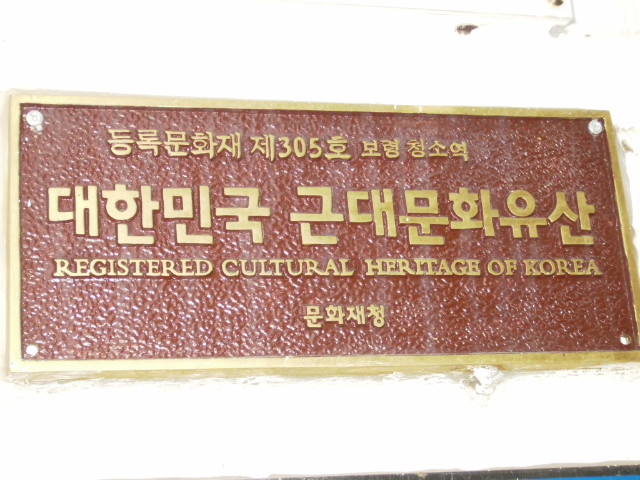 등록문화재 제305호 보령 청소역
대한민국 근대문화유산
REGISTERED CULTURAL HERITAGE OF KOREA
문화재청